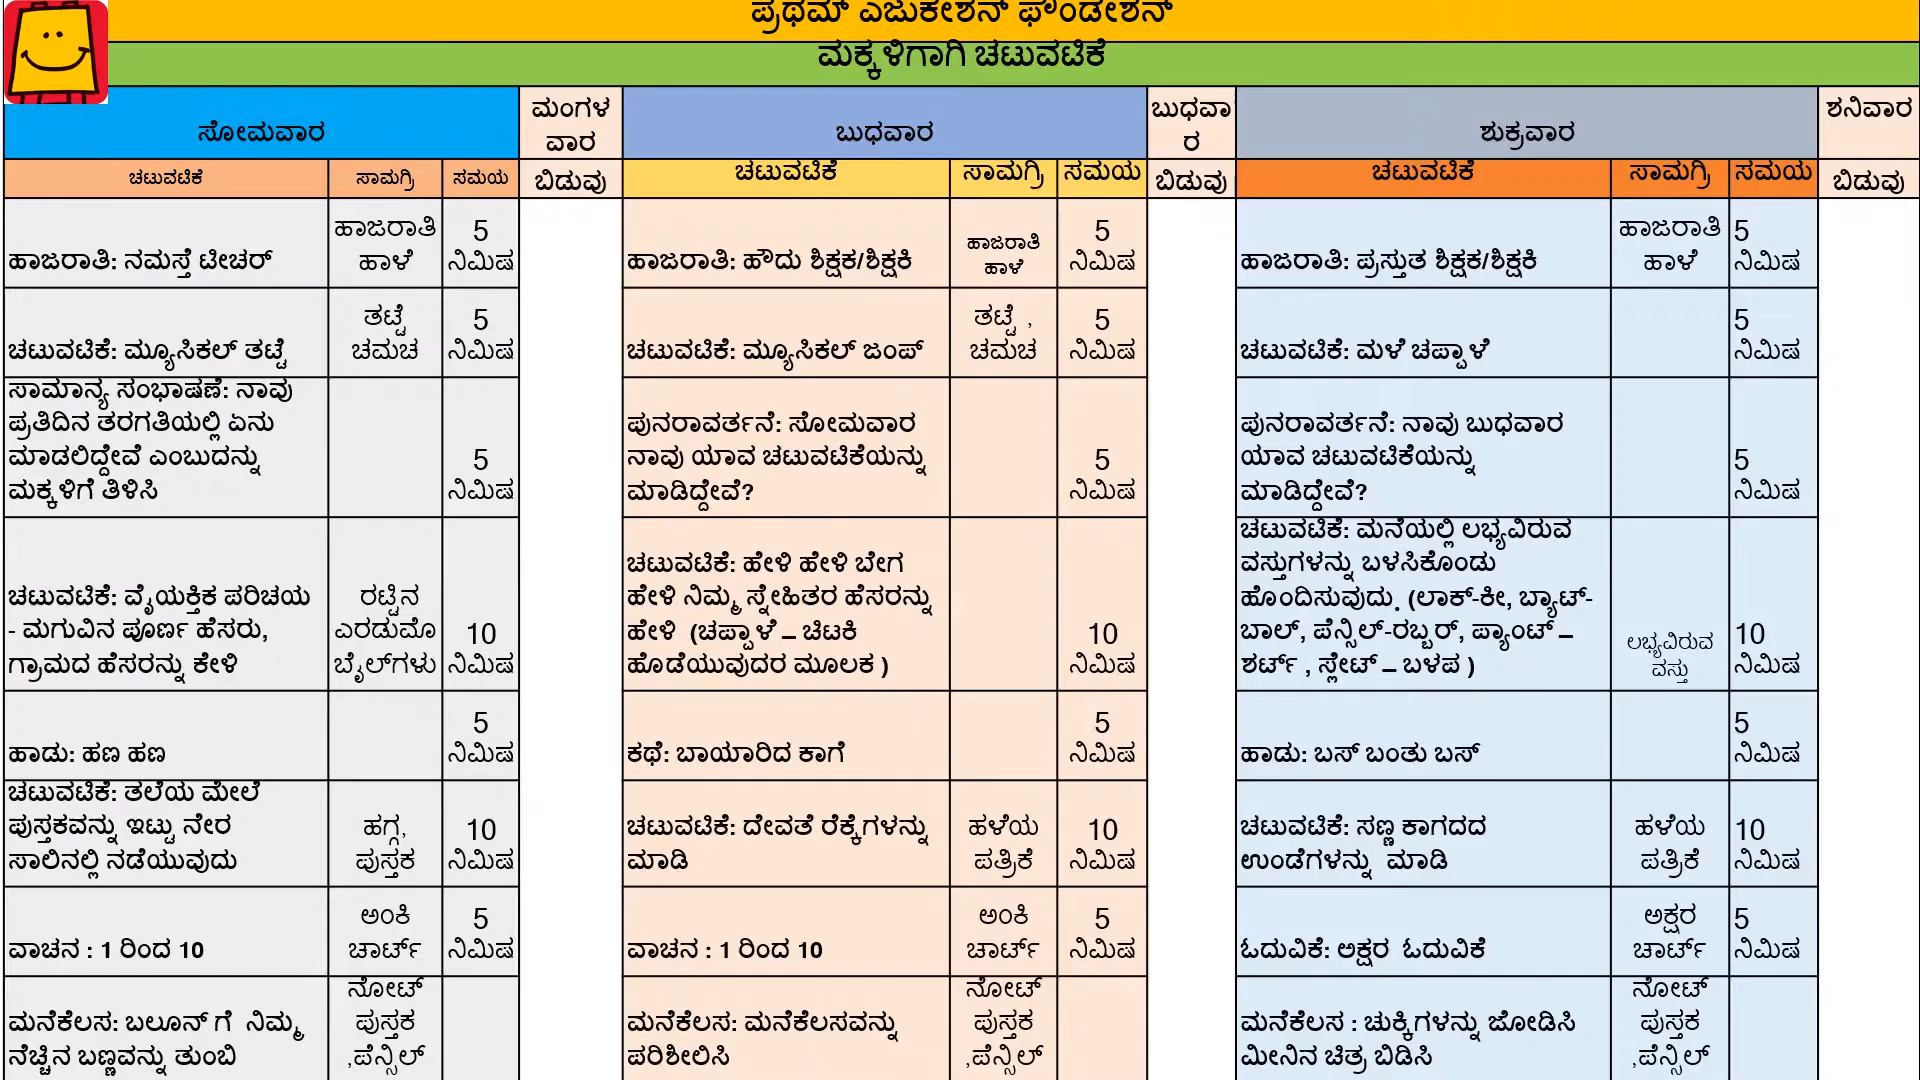 ಪ್ರಥಮ್ ಎಜುಕೇಶನ್ ಫೌಂಡೇಶನ್
ಮಕ್ಕಳಿಗಾಗಿ ಚಟುವಟಿಕೆ
ಸೋಮವಾರ
ಮಂಗಳ
ವಾರ
ಬುಧವಾರ
ಬುಧವಾ
ರ
ಶುಕ್ರವಾರ
ಶನಿವಾರ
ಚಟುವಟಿಕೆ ಸಾಮಗ್ರಿ ಸಮಯ
ಬಿಡುವು
ಚಟುವಟಿಕೆ ಸಾಮಗ್ರಿ ಸಮಯ
ಬಿಡುವು
ಚಟುವಟಿಕೆ ಸಾಮಗ್ರಿ ಸಮಯ
ಬಿಡುವು
ಹಾಜರಾತಿ: ನಮಸ್ತೆ ಟೀಚರ್
ಹಾಜರಾತಿ
ಹಾಳೆ
5
ನಿಮಿಷ
ಹಾಜರಾತಿ: ಹೌದು ಶಿಕ್ಷಕ/ಶಿಕ್ಷಕಿ
ಹಾಜರಾತಿ
ಹಾಳೆ
5
ನಿಮಿಷ
ಹಾಜರಾತಿ: ಪ್ರಸ್ತುತ ಶಿಕ್ಷಕ/ಶಿಕ್ಷಕಿ
ಹಾಜರಾತಿ
ಹಾಳೆ
5
ನಿಮಿಷ
ಚಟುವಟಿಕೆ: ಮ್ಯೂಸಿಕಲ್ ತಟ್ಟೆ
ತಟ್ಟೆ
ಚಮಚ
5
ನಿಮಿಷ
ಚಟುವಟಿಕೆ: ಮ್ಯೂಸಿಕಲ್ ಜಂಪ್
ತಟ್ಟೆ ,
ಚಮಚ
5
ನಿಮಿಷ
ಚಟುವಟಿಕೆ: ಮಳೆ ಚಪ್ಪಾಳೆ
5
ನಿಮಿಷ
ಸಾಮಾನ್ಯ ಸಂಭಾಷಣೆ: ನಾವು
ಪ್ರತಿದಿನ ತರಗತಿಯಲ್ಲಿ ಏನು
ಮಾಡಲಿದ್ದೇವೆ ಎಂಬುದನ್ನು
ಮಕ್ಕಳಿಗೆ ತಿಳಿಸಿ
5
ನಿಮಿಷ
ಪುನರಾವರ್ತನೆ: ಸೋಮವಾರ
ನಾವು ಯಾವ ಚಟುವಟಿಕೆಯನ್ನು
ಮಾಡಿದ್ದೇವೆ?
5
ನಿಮಿಷ
ಪುನರಾವರ್ತನೆ: ನಾವು ಬುಧವಾರ
ಯಾವ ಚಟುವಟಿಕೆಯನ್ನು
ಮಾಡಿದ್ದೇವೆ?
5
ನಿಮಿಷ
ಚಟುವಟಿಕೆ: ವೈಯಕ್ತಿಕ ಪರಿಚಯ
- ಮಗುವಿನ ಪೂರ್ಣ ಹೆಸರು,
ಗ್ರಾಮದ ಹೆಸರನ್ನು ಕೇಳಿ
ರಟ್ಟಿನ
ಎರಡುಮೊ
ಬೈಲ್‌ಗಳು
10
ನಿಮಿಷ
ಚಟುವಟಿಕೆ: ಹೇಳಿ ಹೇಳಿ ಬೇಗ
ಹೇಳಿ ನಿಮ್ಮ ಸ್ನೇಹಿತರ ಹೆಸರನ್ನು
ಹೇಳಿ (ಚಪ್ಪಾಳೆ – ಚಿಟಕಿ
ಹೊಡೆಯುವುದರ ಮೂಲಕ )
10
ನಿಮಿಷ
ಚಟುವಟಿಕೆ: ಮನೆಯಲ್ಲಿ ಲಭ್ಯವಿರುವ
ವಸ್ತುಗಳನ್ನು ಬಳಸಿಕೊಂಡು
ಹೊಂದಿಸುವುದು. (ಲಾಕ್-ಕೀ, ಬ್ಯಾಟ್-
ಬಾಲ್, ಪೆನ್ಸಿಲ್-ರಬ್ಬರ್, ಪ್ಯಾಂಟ್ –
ಶರ್ಟ್ , ಸ್ಲೇಟ್ – ಬಳಪ )
ಲಭ್ಯವಿರುವ
ವಸ್ತು
10
ನಿಮಿಷ
ಹಾಡು: ಹಣ ಹಣ
5
ನಿಮಿಷ
ಕಥೆ: ಬಾಯಾರಿದ ಕಾಗೆ
5
ನಿಮಿಷ
ಹಾಡು: ಬಸ್ ಬಂತು ಬಸ್
5
ನಿಮಿಷ
ಚಟುವಟಿಕೆ: ತಲೆಯ ಮೇಲೆ
ಪುಸ್ತಕವನ್ನು ಇಟ್ಟು ನೇರ
ಸಾಲಿನಲ್ಲಿ ನಡೆಯುವುದು
ಹಗ್ಗ,
ಪುಸ್ತಕ
10
ನಿಮಿಷ
ಚಟುವಟಿಕೆ: ದೇವತೆ ರೆಕ್ಕೆಗಳನ್ನು
ಮಾಡಿ
ಹಳೆಯ
ಪತ್ರಿಕೆ
10
ನಿಮಿಷ
ಚಟುವಟಿಕೆ: ಸಣ್ಣ ಕಾಗದದ
ಉಂಡೆಗಳನ್ನು ಮಾಡಿ
ಹಳೆಯ
ಪತ್ರಿಕೆ
10
ನಿಮಿಷ
ವಾಚನ : 1 ರಿಂದ 10
ಅಂಕಿ
ಚಾರ್ಟ್
5
ನಿಮಿಷ
ವಾಚನ : 1 ರಿಂದ 10
ಅಂಕಿ
ಚಾರ್ಟ್
5
ನಿಮಿಷ
ಓದುವಿಕೆ: ಅಕ್ಷರ ಓದುವಿಕೆ
ಅಕ್ಷರ
ಚಾರ್ಟ್
5
ನಿಮಿಷ
ಮನೆಕೆಲಸ: ಬಲೂನ್ ಗೆ ನಿಮ್ಮ
ನೆಚ್ಚಿನ ಬಣ್ಣವನ್ನು ತುಂಬಿ
ನೋಟ್
ಪುಸ್ತಕ
,ಪೆನ್ಸಿಲ್
ಮನೆಕೆಲಸ: ಮನೆಕೆಲಸವನ್ನು
ಪರಿಶೀಲಿಸಿ
ನೋಟ್
ಪುಸ್ತಕ
,ಪೆನ್ಸಿಲ್
ಮನೆಕೆಲಸ : ಚುಕ್ಕಿಗಳನ್ನು ಜೋಡಿಸಿ
ಮೀನಿನ ಚಿತ್ರ ಬಿಡಿಸಿ
ನೋಟ್
ಪುಸ್ತಕ
,ಪೆನ್ಸಿಲ್